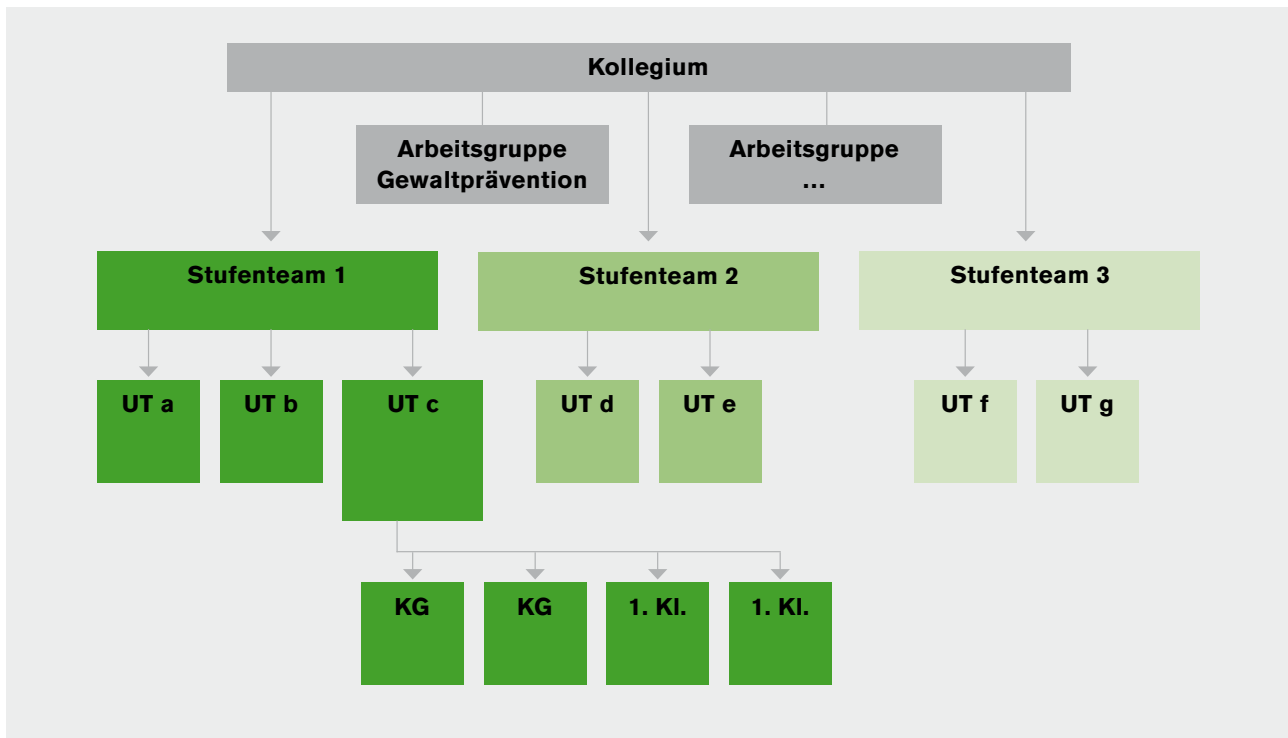 Kollegium
Arbeitsgruppe
Gewaltprävention
Arbeitsgruppe
...
Stufenteam 1
Stufenteam 2
Stufenteam 3
UT a
UT b
UT c
UT d
UT e
UT f
UT g
KG
KG
1. Kl.
1. Kl.